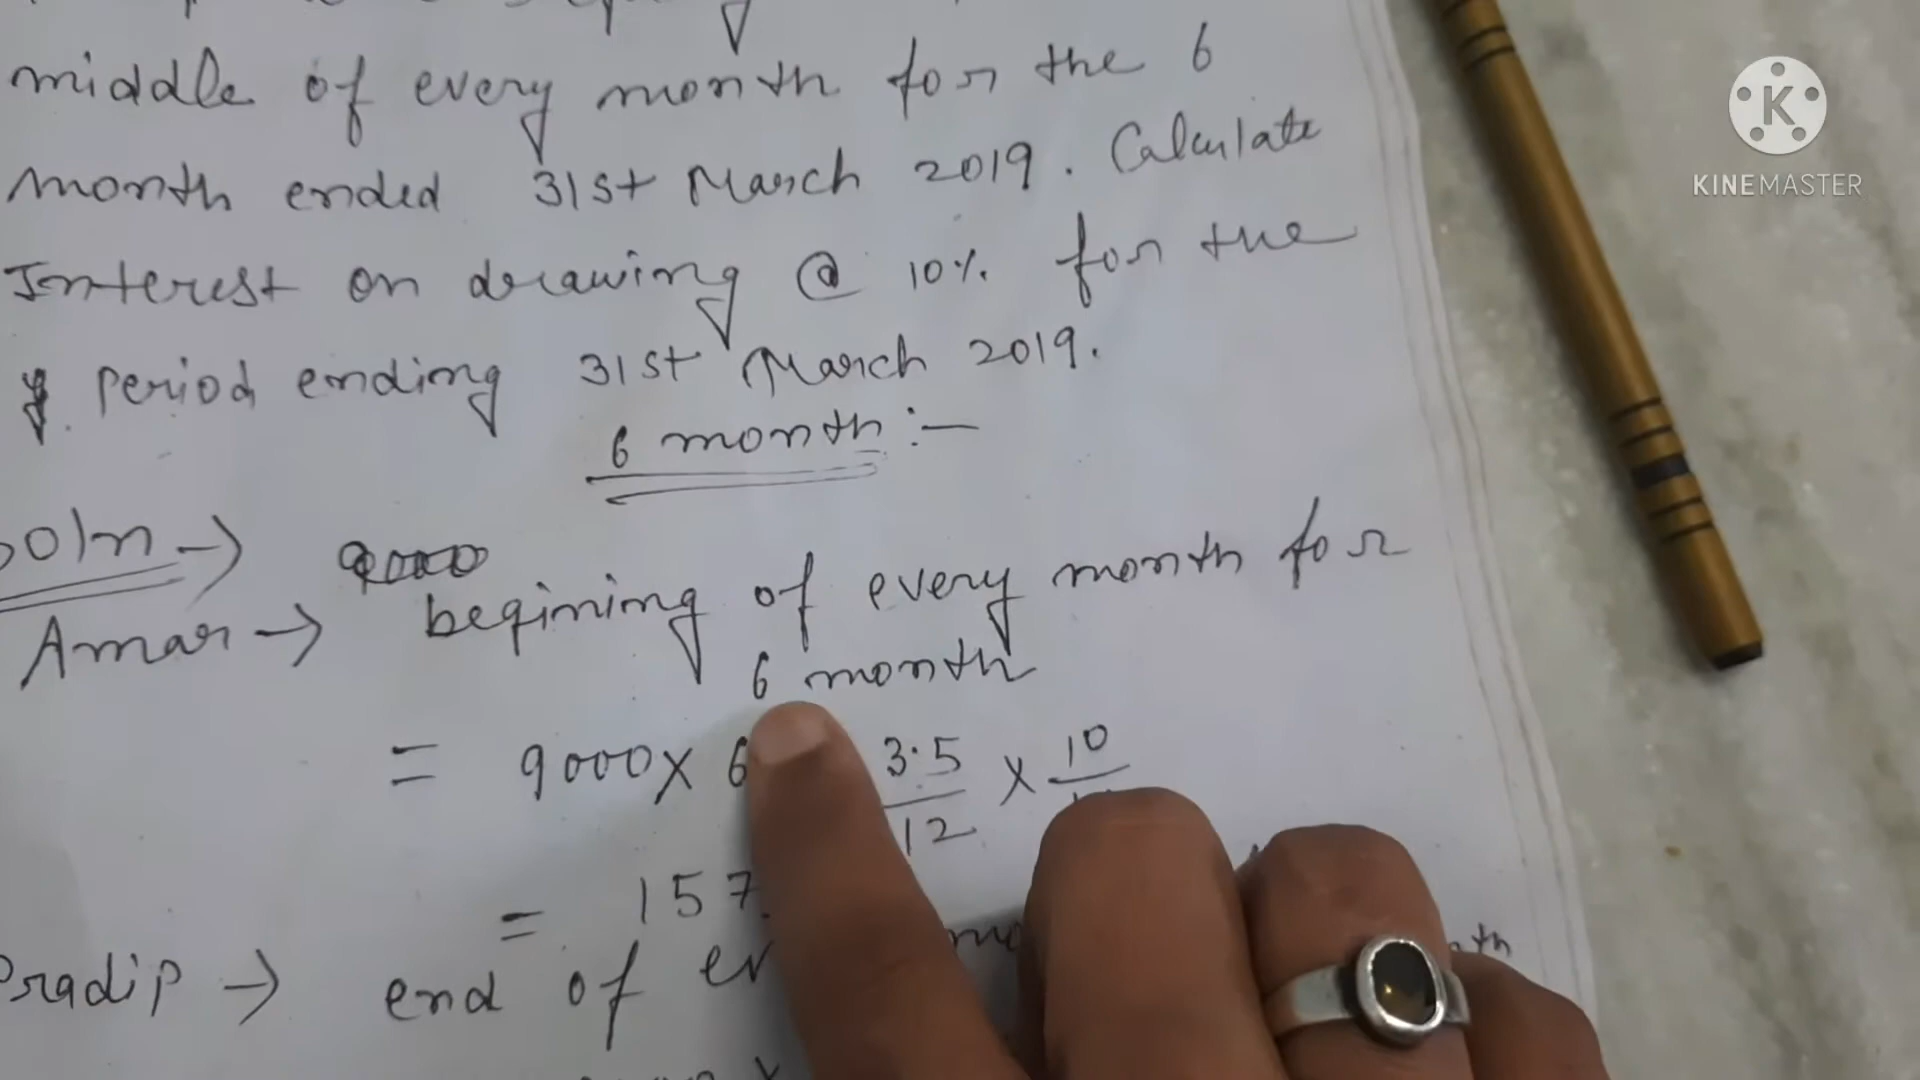 middle of every month for the 6
month ended 31st March 2019. Calculate
Interest on drawing @ 10% for the
period ending 31st March 2019.
6 month :-
Soln →
Amar → begining of every month for
6 month
= 9000 × 6 3.5/12 × 10
= 157
Pradip → end of
K
KINEMASTER